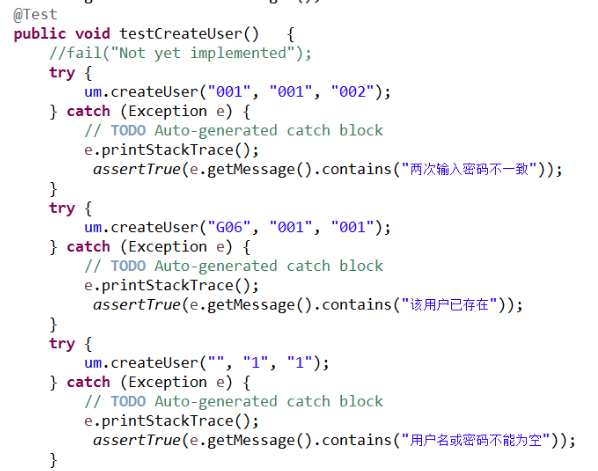 @Test
public void testCreateUser()   {
    //fail("Not yet implemented");
    try {
        um.createUser("001", "001", "002");
    } catch (Exception e) {
        // TODO Auto-generated catch block
        e.printStackTrace();
         assertTrue(e.getMessage().contains("两次输入密码不一致"));
    }
    try {
        um.createUser("G06", "001", "001");
    } catch (Exception e) {
        // TODO Auto-generated catch block
        e.printStackTrace();
         assertTrue(e.getMessage().contains("该用户已存在"));
    }
    try {
        um.createUser("", "1", "1");
    } catch (Exception e) {
        // TODO Auto-generated catch block
        e.printStackTrace();
         assertTrue(e.getMessage().contains("用户名或密码不能为空"));
    }